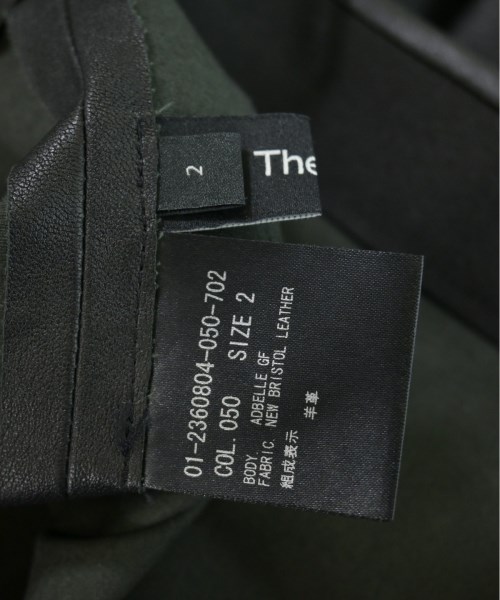 2
The
01-2360804-050-702
COL. 050 SIZE 2
BODY. ADBELLE GF
FABRIC. NEW BRISTOL LEATHER
組成表示 羊革